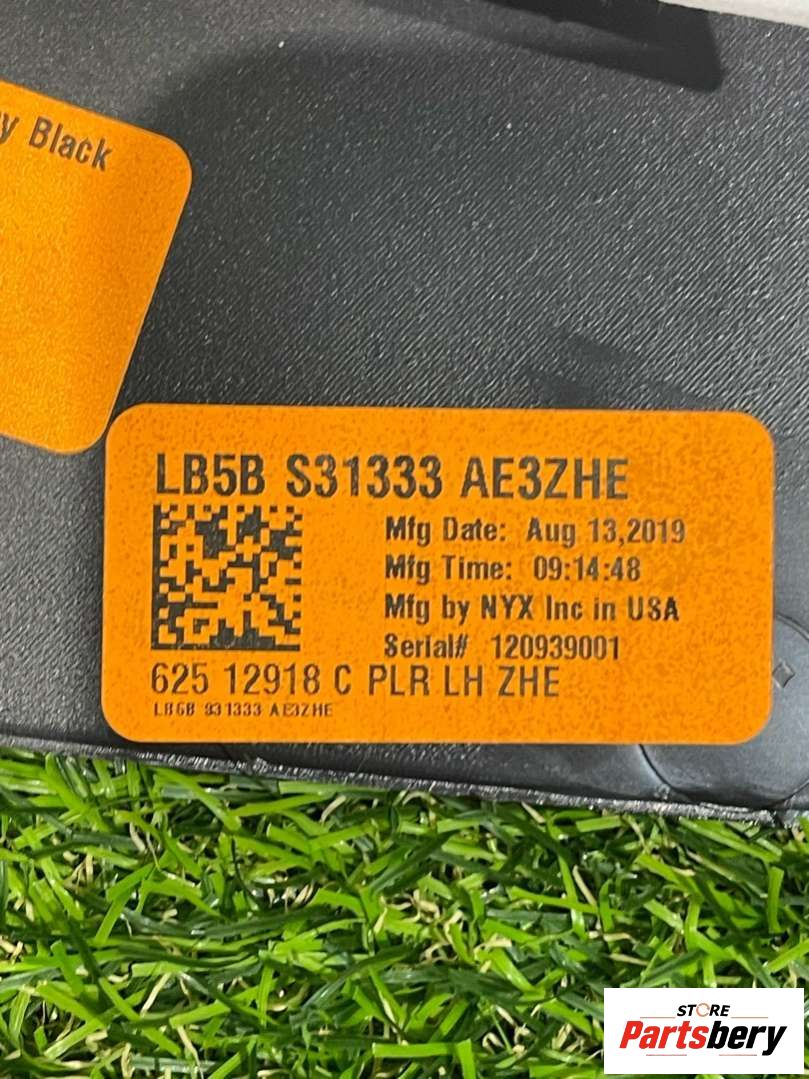 y Black
LB5B S31333 AE3ZHE
Mfg Date: Aug 13,2019
Mfg Time: 09:14:48
Mfg by NYX Inc in USA
Serial# 120939001
625 12918 C PLR LH ZHE
LB5B S31333 AE3ZHE
STORE
Partsbery